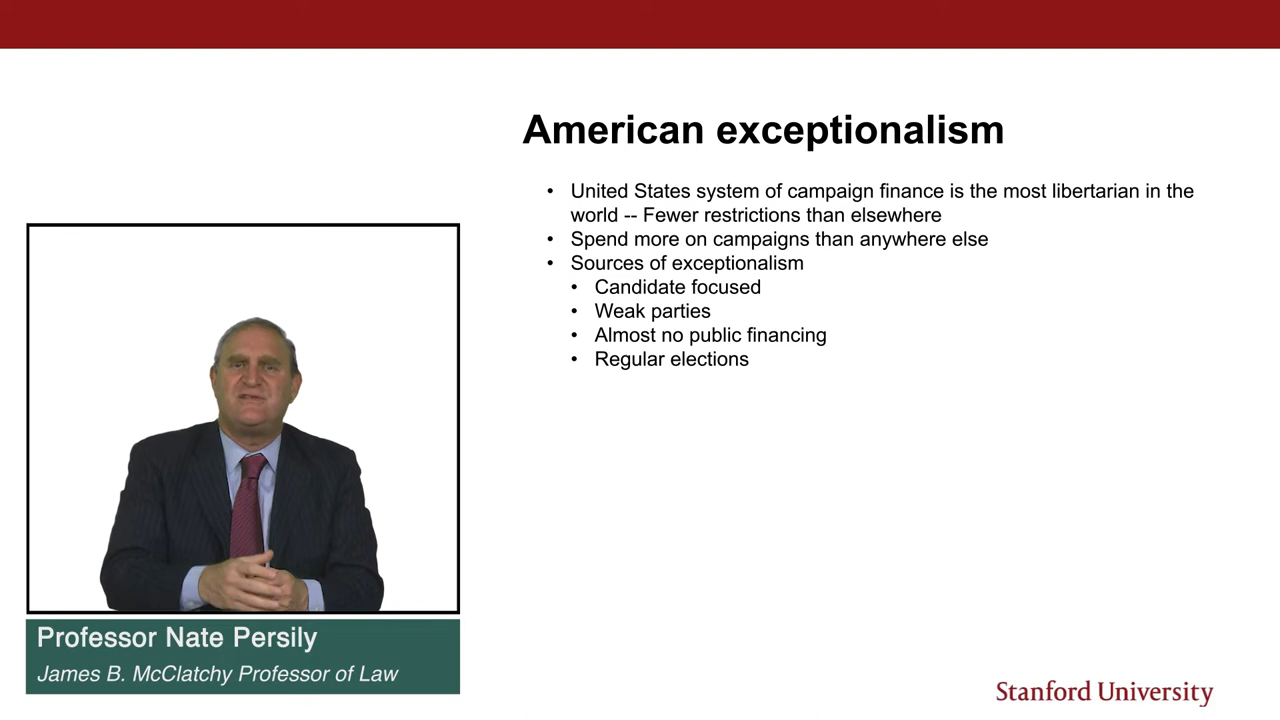 American exceptionalism
• United States system of campaign finance is the most libertarian in the
world -- Fewer restrictions than elsewhere
• Spend more on campaigns than anywhere else
• Sources of exceptionalism
• Candidate focused
• Weak parties
• Almost no public financing
• Regular elections
Professor Nate Persily
James B. McClatchy Professor of Law
Stanford University